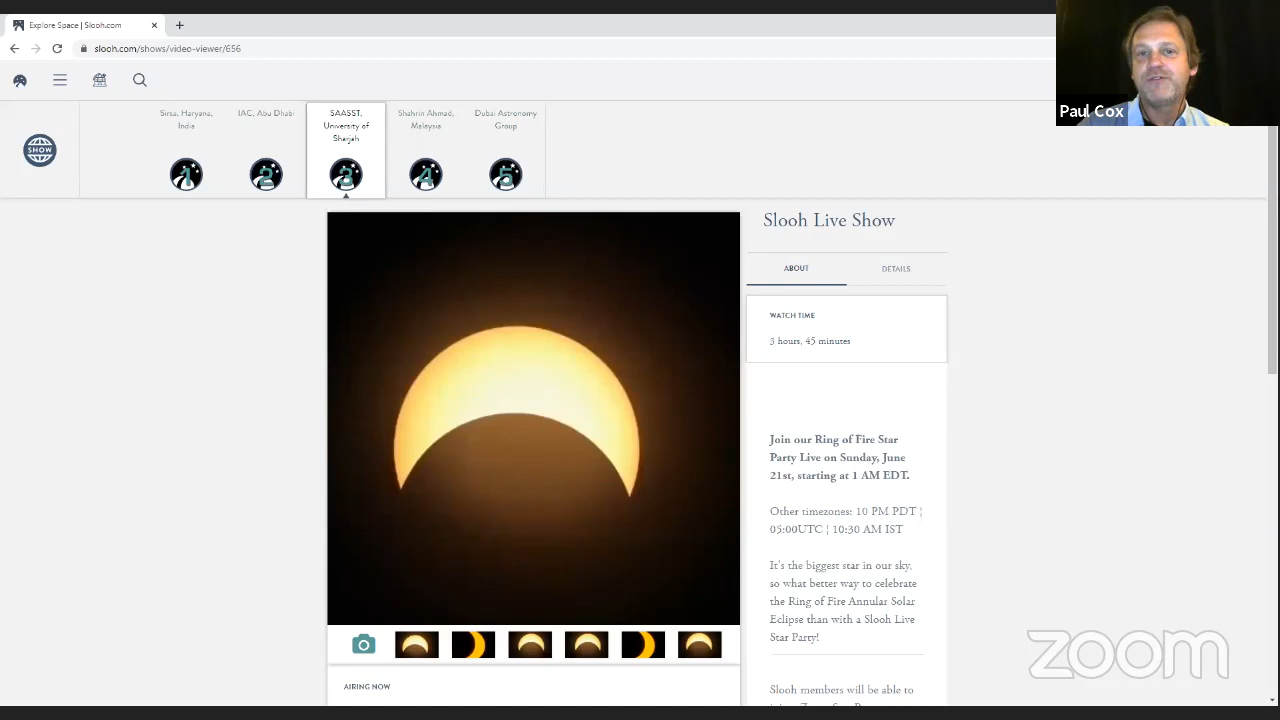 Explore Space | Slooh.com
slooh.com/shows/video-viewer/656
Paul Cox
SHOW
Sirsa, Haryana,
India
1
IAC, Abu Dhabi
2
SAASST,
University of
Sharjah
3
Shahrin Ahmad,
Malaysia
4
Dubai Astronomy
Group
5
Slooh Live Show
ABOUT
DETAILS
WATCH TIME
3 hours, 45 minutes
Join our Ring of Fire Star
Party Live on Sunday, June
21st, starting at 1 AM EDT.
Other timezones: 10 PM PDT ¦
05:00UTC ¦ 10:30 AM IST
It's the biggest star in our sky,
so what better way to celebrate
the Ring of Fire Annular Solar
Eclipse than with a Slooh Live
Star Party!
Slooh members will be able to
AIRING NOW
zoom